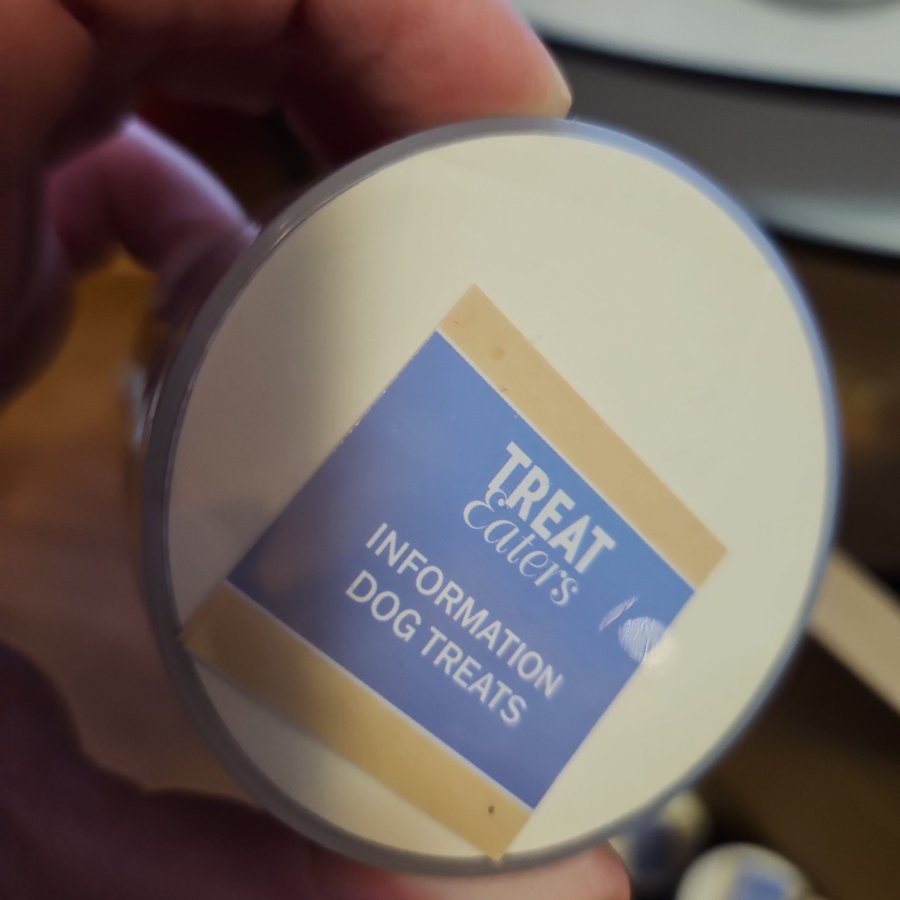 TREAT
Eaters
INFORMATION
DOG TREATS